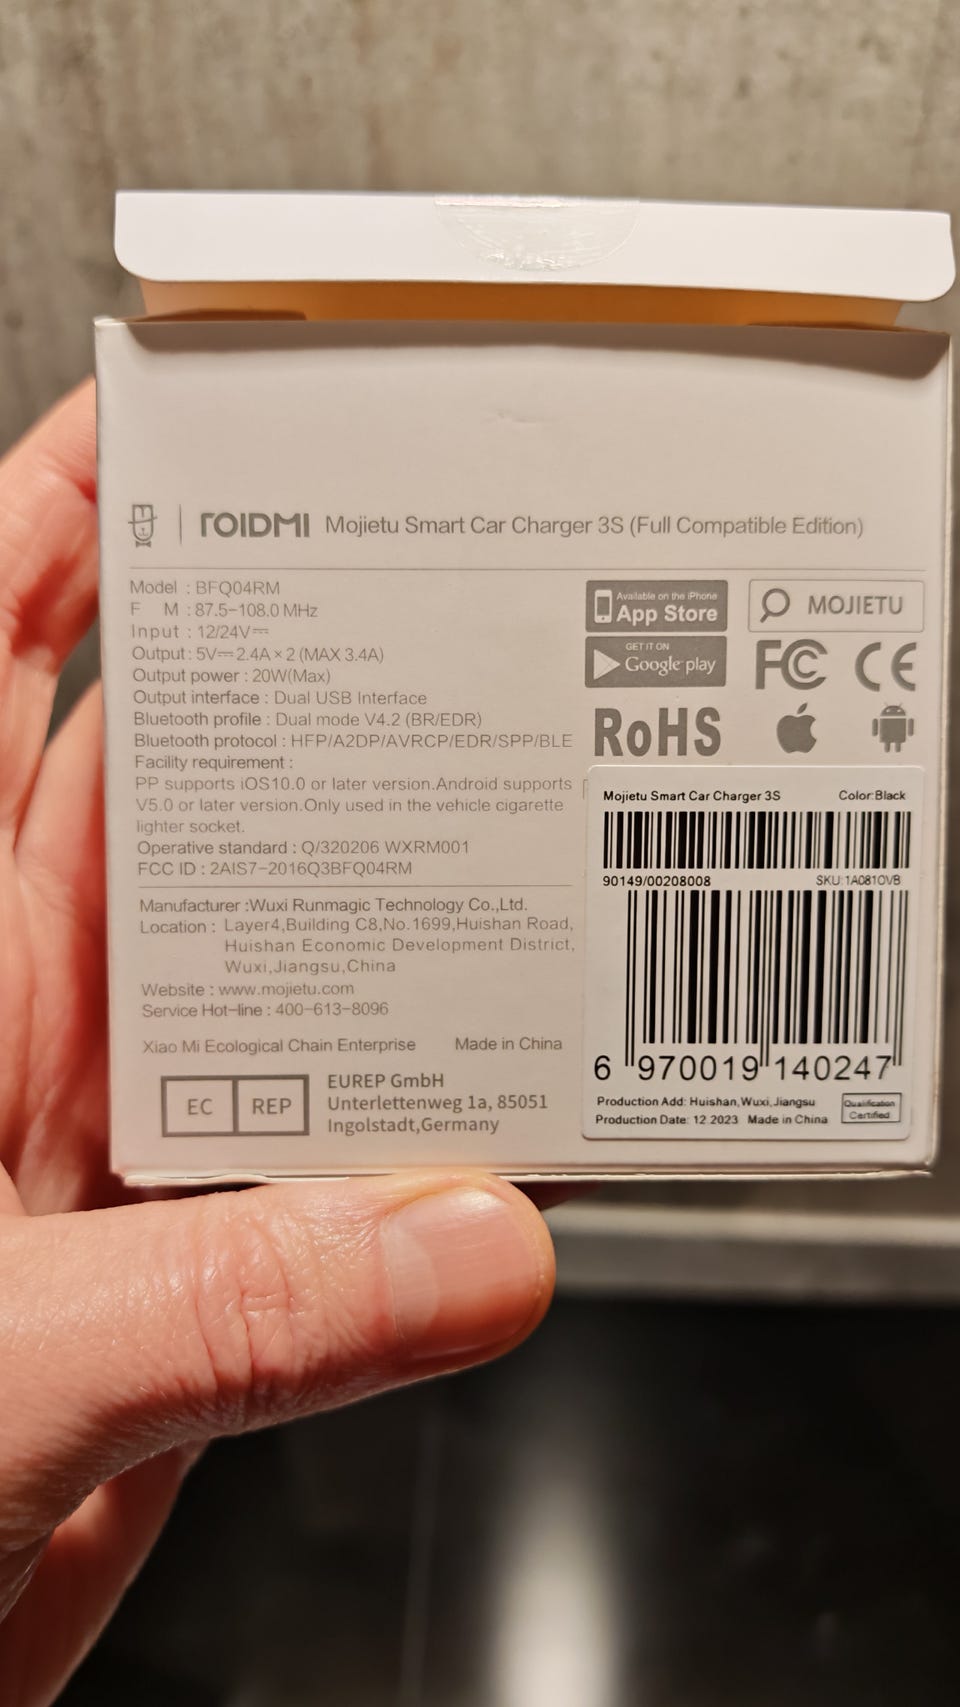 ROIDMI Mojietu Smart Car Charger 3S (Full Compatible Edition)
Model : BFQ04RM
F M : 87.5-108.0 MHz
Input : 12/24V⎓
Output : 5V⎓2.4A × 2 (MAX 3.4A)
Output power : 20W(Max)
Output interface : Dual USB Interface
Bluetooth profile : Dual mode V4.2 (BR/EDR)
Bluetooth protocol : HFP/A2DP/AVRCP/EDR/SPP/BLE
Facility requirement :
PP supports iOS10.0 or later version.Android supports
V5.0 or later version.Only used in the vehicle cigarette
lighter socket.
Operative standard : Q/320206 WXRM001
FCC ID : 2AIS7-2016Q3BFQ04RM
Manufacturer :Wuxi Runmagic Technology Co.,Ltd.
Location : Layer4,Building C8,No.1699,Huishan Road,
Huishan Economic Development District,
Wuxi,Jiangsu,China
Website : www.mojietu.com
Service Hot-line : 400-613-8096
Xiao Mi Ecological Chain Enterprise Made in China
EC REP
EUREP GmbH
Unterlettenweg 1a, 85051
Ingolstadt,Germany
Available on the iPhone
App Store
MOJIETU
GET IT ON
Google play
FC CE
RoHS
Mojietu Smart Car Charger 3S Color:Black
90149/00208008 SKU:1A081OVB
6 970019 140247
Production Add: Huishan,Wuxi,Jiangsu
Production Date: 12.2023 Made in China
Qualification
Certified